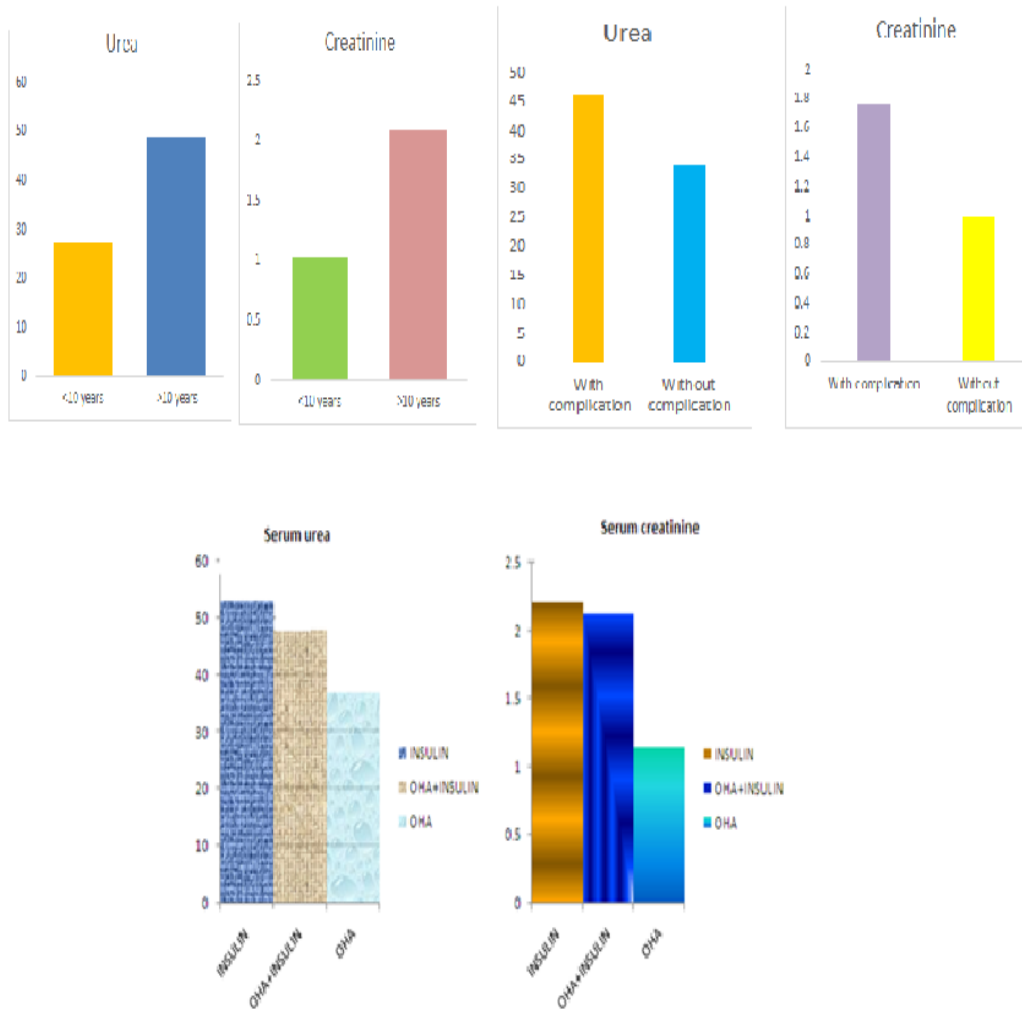 Urea
60
50
40
30
20
10
0
<10 years
>10 years
Creatinine
2.5
2
1.5
1
0.5
0
<10 years
>10 years
Urea
50
45
40
35
30
25
20
15
10
5
0
With
complication
With out
complication
Creatinine
2
1.8
1.6
1.4
1.2
1
0.8
0.6
0.4
0.2
0
With complication
Without
complication
Serum urea
60
50
40
30
20
10
0
INSULIN
OHA+INSULIN
OHA
INSULIN
OHA+INSULIN
OHA
Serum creatinine
2.5
2
1.5
1
0.5
0
INSULIN
OHA+INSULIN
OHA
INSULIN
OHA+INSULIN
OHA